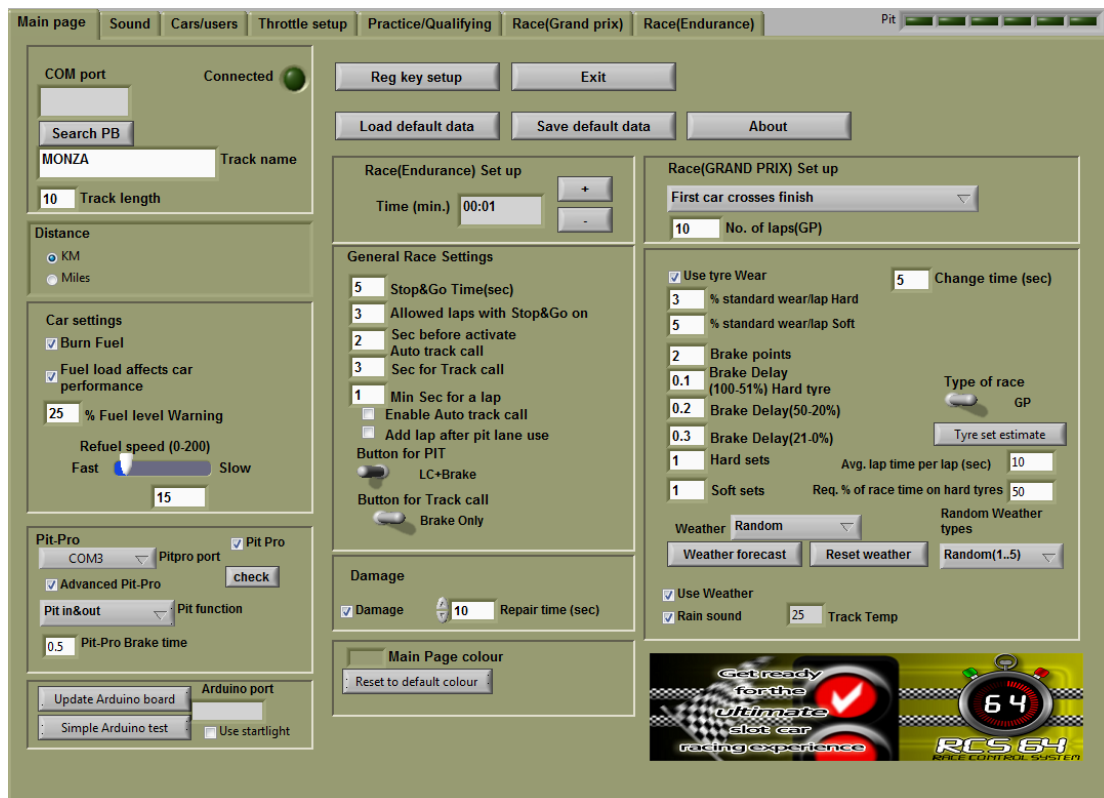 Main page
Sound
Cars/users
Throttle setup
Practice/Qualifying
Race(Grand prix)
Race(Endurance)
Pit
COM port
Connected
Search PB
MONZA
Track name
10
Track length
Distance
KM
Miles
Car settings
Burn Fuel
Fuel load affects car
performance
25
% Fuel level Warning
Refuel speed (0-200)
Fast
Slow
15
Pit-Pro
Pit Pro
COM3
Pitpro port
Advanced Pit-Pro
check
Pit in&out
Pit function
0.5
Pit-Pro Brake time
Update Arduino board
Arduino port
Simple Arduino test
Use startlight
Reg key setup
Exit
Load default data
Save default data
About
Race(Endurance) Set up
Time (min.)
00:01
+
-
General Race Settings
5
Stop&Go Time(sec)
3
Allowed laps with Stop&Go on
2
Sec before activate
Auto track call
3
Sec for Track call
1
Min Sec for a lap
Enable Auto track call
Add lap after pit lane use
Button for PIT
LC+Brake
Button for Track call
Brake Only
Damage
Damage
10
Repair time (sec)
Main Page colour
Reset to default colour
Race(GRAND PRIX) Set up
First car crosses finish
10
No. of laps(GP)
Use tyre Wear
5
Change time (sec)
3
% standard wear/lap Hard
5
% standard wear/lap Soft
2
Brake points
0.1
Brake Delay
(100-51%) Hard tyre
Type of race
GP
0.2
Brake Delay(50-20%)
0.3
Brake Delay(21-0%)
Tyre set estimate
1
Hard sets
Avg. lap time per lap (sec)
10
1
Soft sets
Req. % of race time on hard tyres
50
Weather
Random
Random Weather
types
Weather forecast
Reset weather
Random(1..5)
Use Weather
Rain sound
25
Track Temp
Get ready
for the
ultimate
slot car
racing experience
64
RCS 64
RACE CONTROL SYSTEM